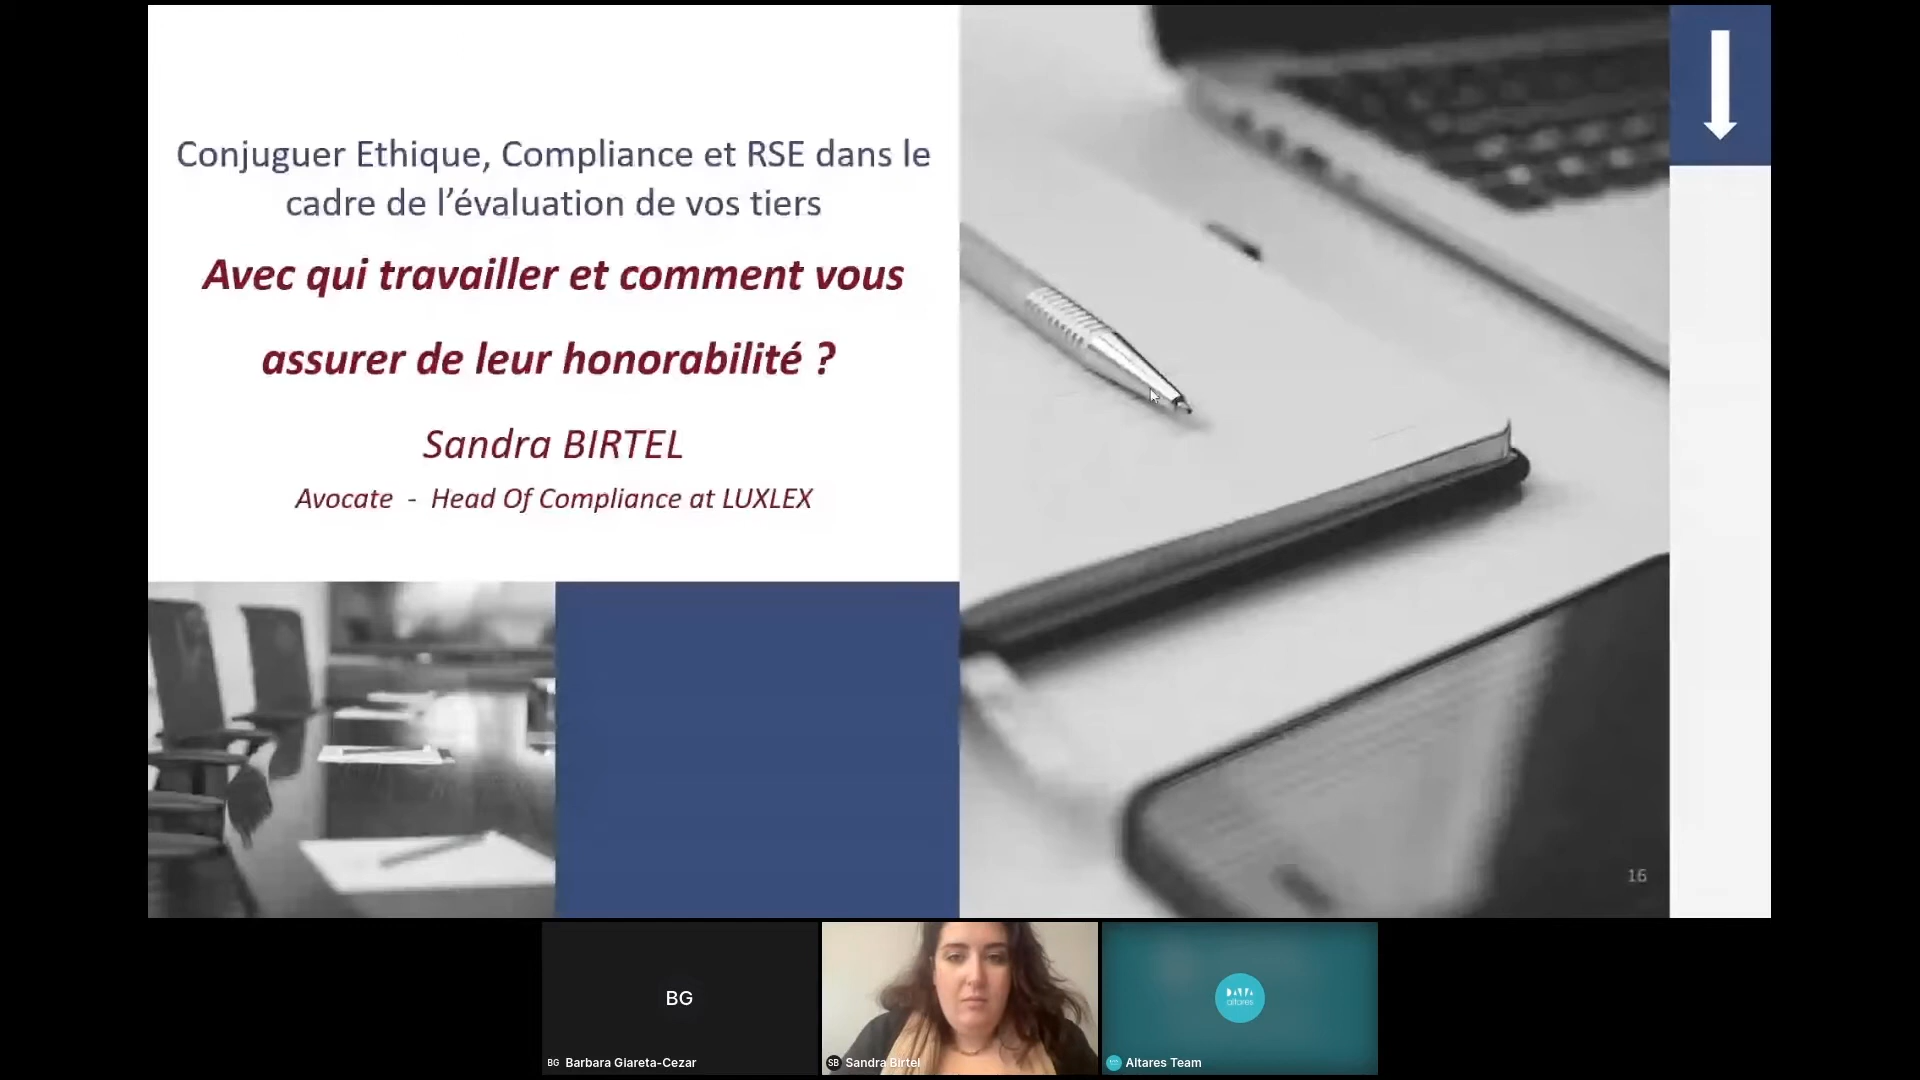 Conjuguer Ethique, Compliance et RSE dans le
cadre de l’évaluation de vos tiers
Avec qui travailler et comment vous
assurer de leur honorabilité ?
Sandra BIRTEL
Avocate - Head Of Compliance at LUXLEX
16
BG
BG Barbara Giareta-Cezar
SB Sandra Birtel
altares
Altares Team